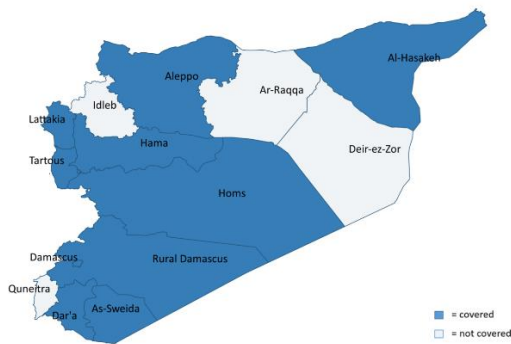 Al-Hasakeh
Aleppo
Ar-Raqqa
Idleb
Lattakia
Hama
Deir-ez-Zor
Tartous
Homs
Damascus
Rural Damascus
Quneitra
As-Sweida
Dar'a
= covered
= not covered